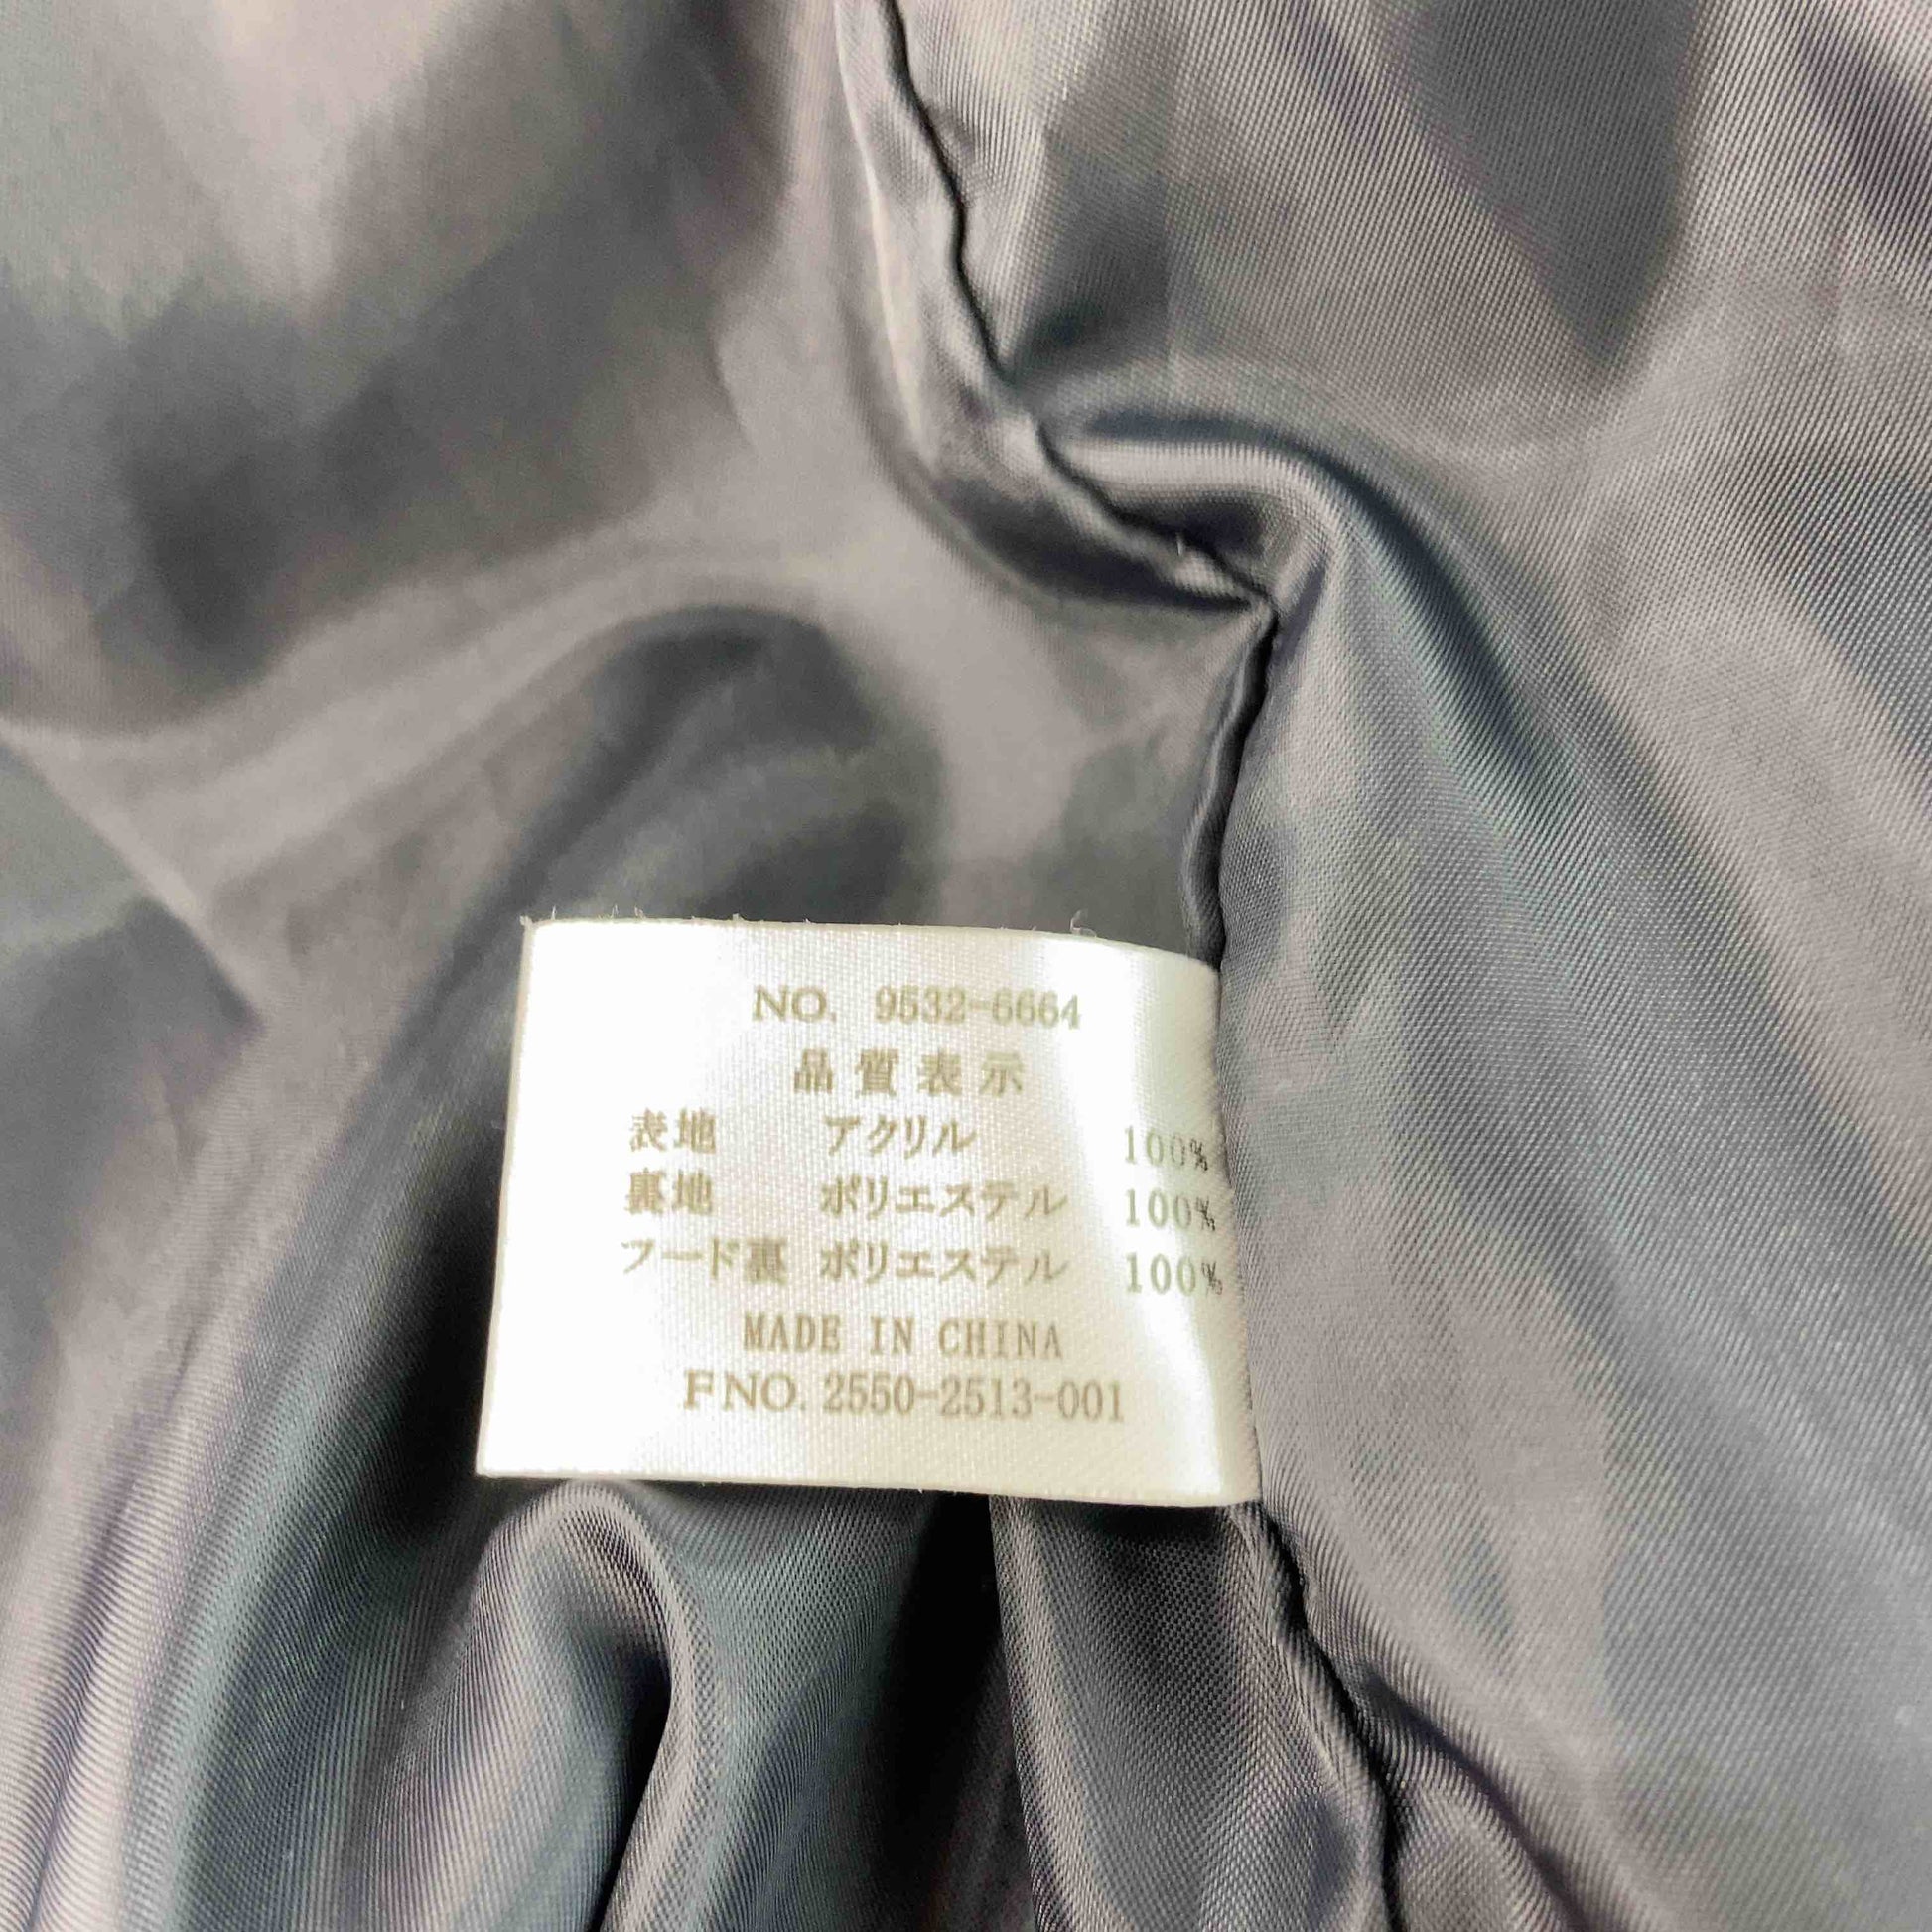 NO. 9532-6664
品質表示
表地 アクリル 100%
裏地 ポリエステル 100%
フード裏 ポリエステル 100%
MADE IN CHINA
FNO. 2550-2513-001